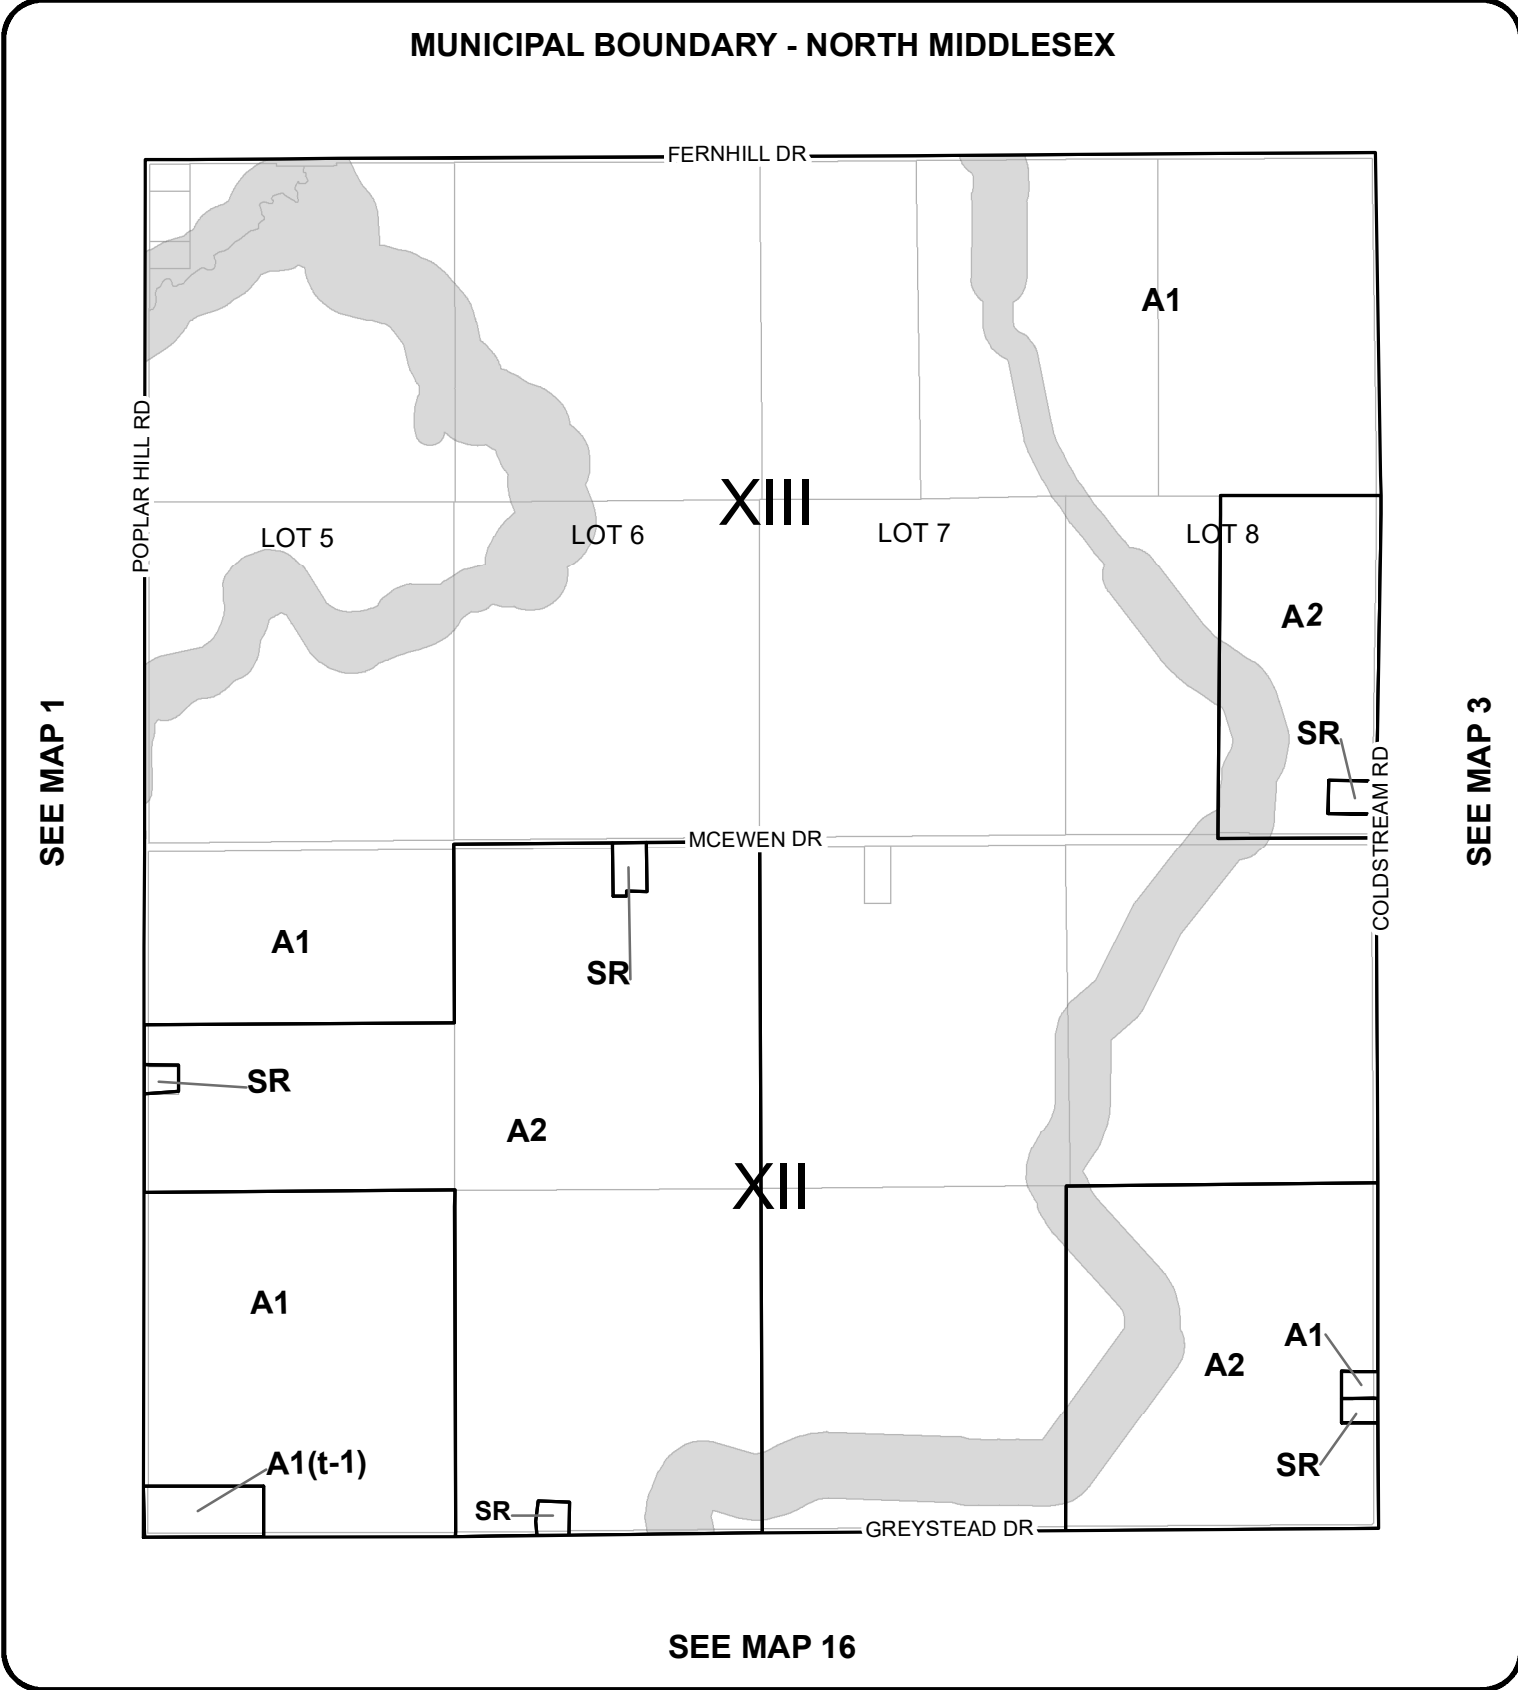 MUNICIPAL BOUNDARY - NORTH MIDDLESEX
FERNHILL DR
A1
POPLAR HILL RD
XIII
LOT 5
LOT 6
LOT 7
LOT 8
A2
SR
SEE MAP 1
SEE MAP 3
COLDSTREAM RD
MCEWEN DR
A1
SR
SR
A2
XII
A1
A1
A2
A1(t-1)
SR
SR
GREYSTEAD DR
SEE MAP 16